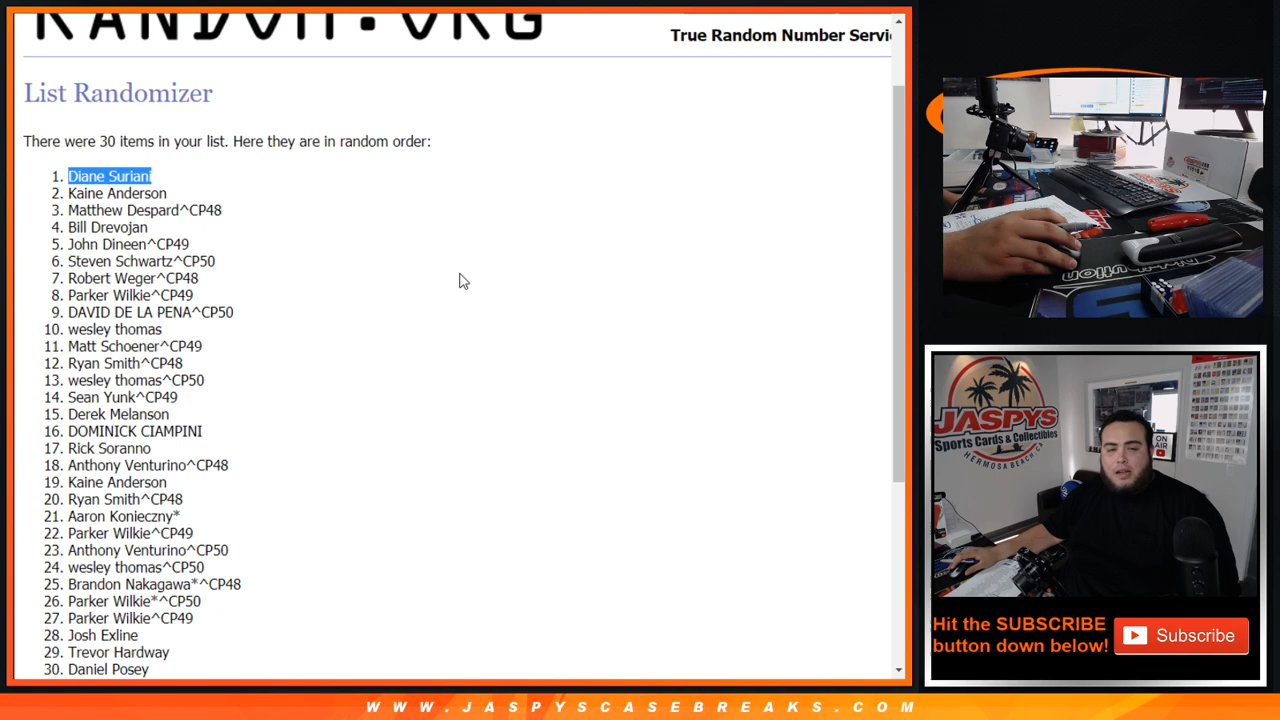 RANDOM.ORG
True Random Number Servi
List Randomizer
There were 30 items in your list. Here they are in random order:
1. Diane Suriani
2. Kaine Anderson
3. Matthew Despard^CP48
4. Bill Drevojan
5. John Dineen^CP49
6. Steven Schwartz^CP50
7. Robert Weger^CP48
8. Parker Wilkie^CP49
9. DAVID DE LA PENA^CP50
10. wesley thomas
11. Matt Schoener^CP49
12. Ryan Smith^CP48
13. wesley thomas^CP50
14. Sean Yunk^CP49
15. Derek Melanson
16. DOMINICK CIAMPINI
17. Rick Soranno
18. Anthony Venturino^CP48
19. Kaine Anderson
20. Ryan Smith^CP48
21. Aaron Konieczny*
22. Parker Wilkie^CP49
23. Anthony Venturino^CP50
24. wesley thomas^CP50
25. Brandon Nakagawa*^CP48
26. Parker Wilkie*^CP50
27. Parker Wilkie^CP49
28. Josh Exline
29. Trevor Hardway
30. Daniel Posey
JASPYS
Sports Cards & Collectibles
HERMOSA BEACH, CA
ON
AIR
Hit the SUBSCRIBE
button down below!
Subscribe
WWW.JASPYSCASEBREAKS.COM